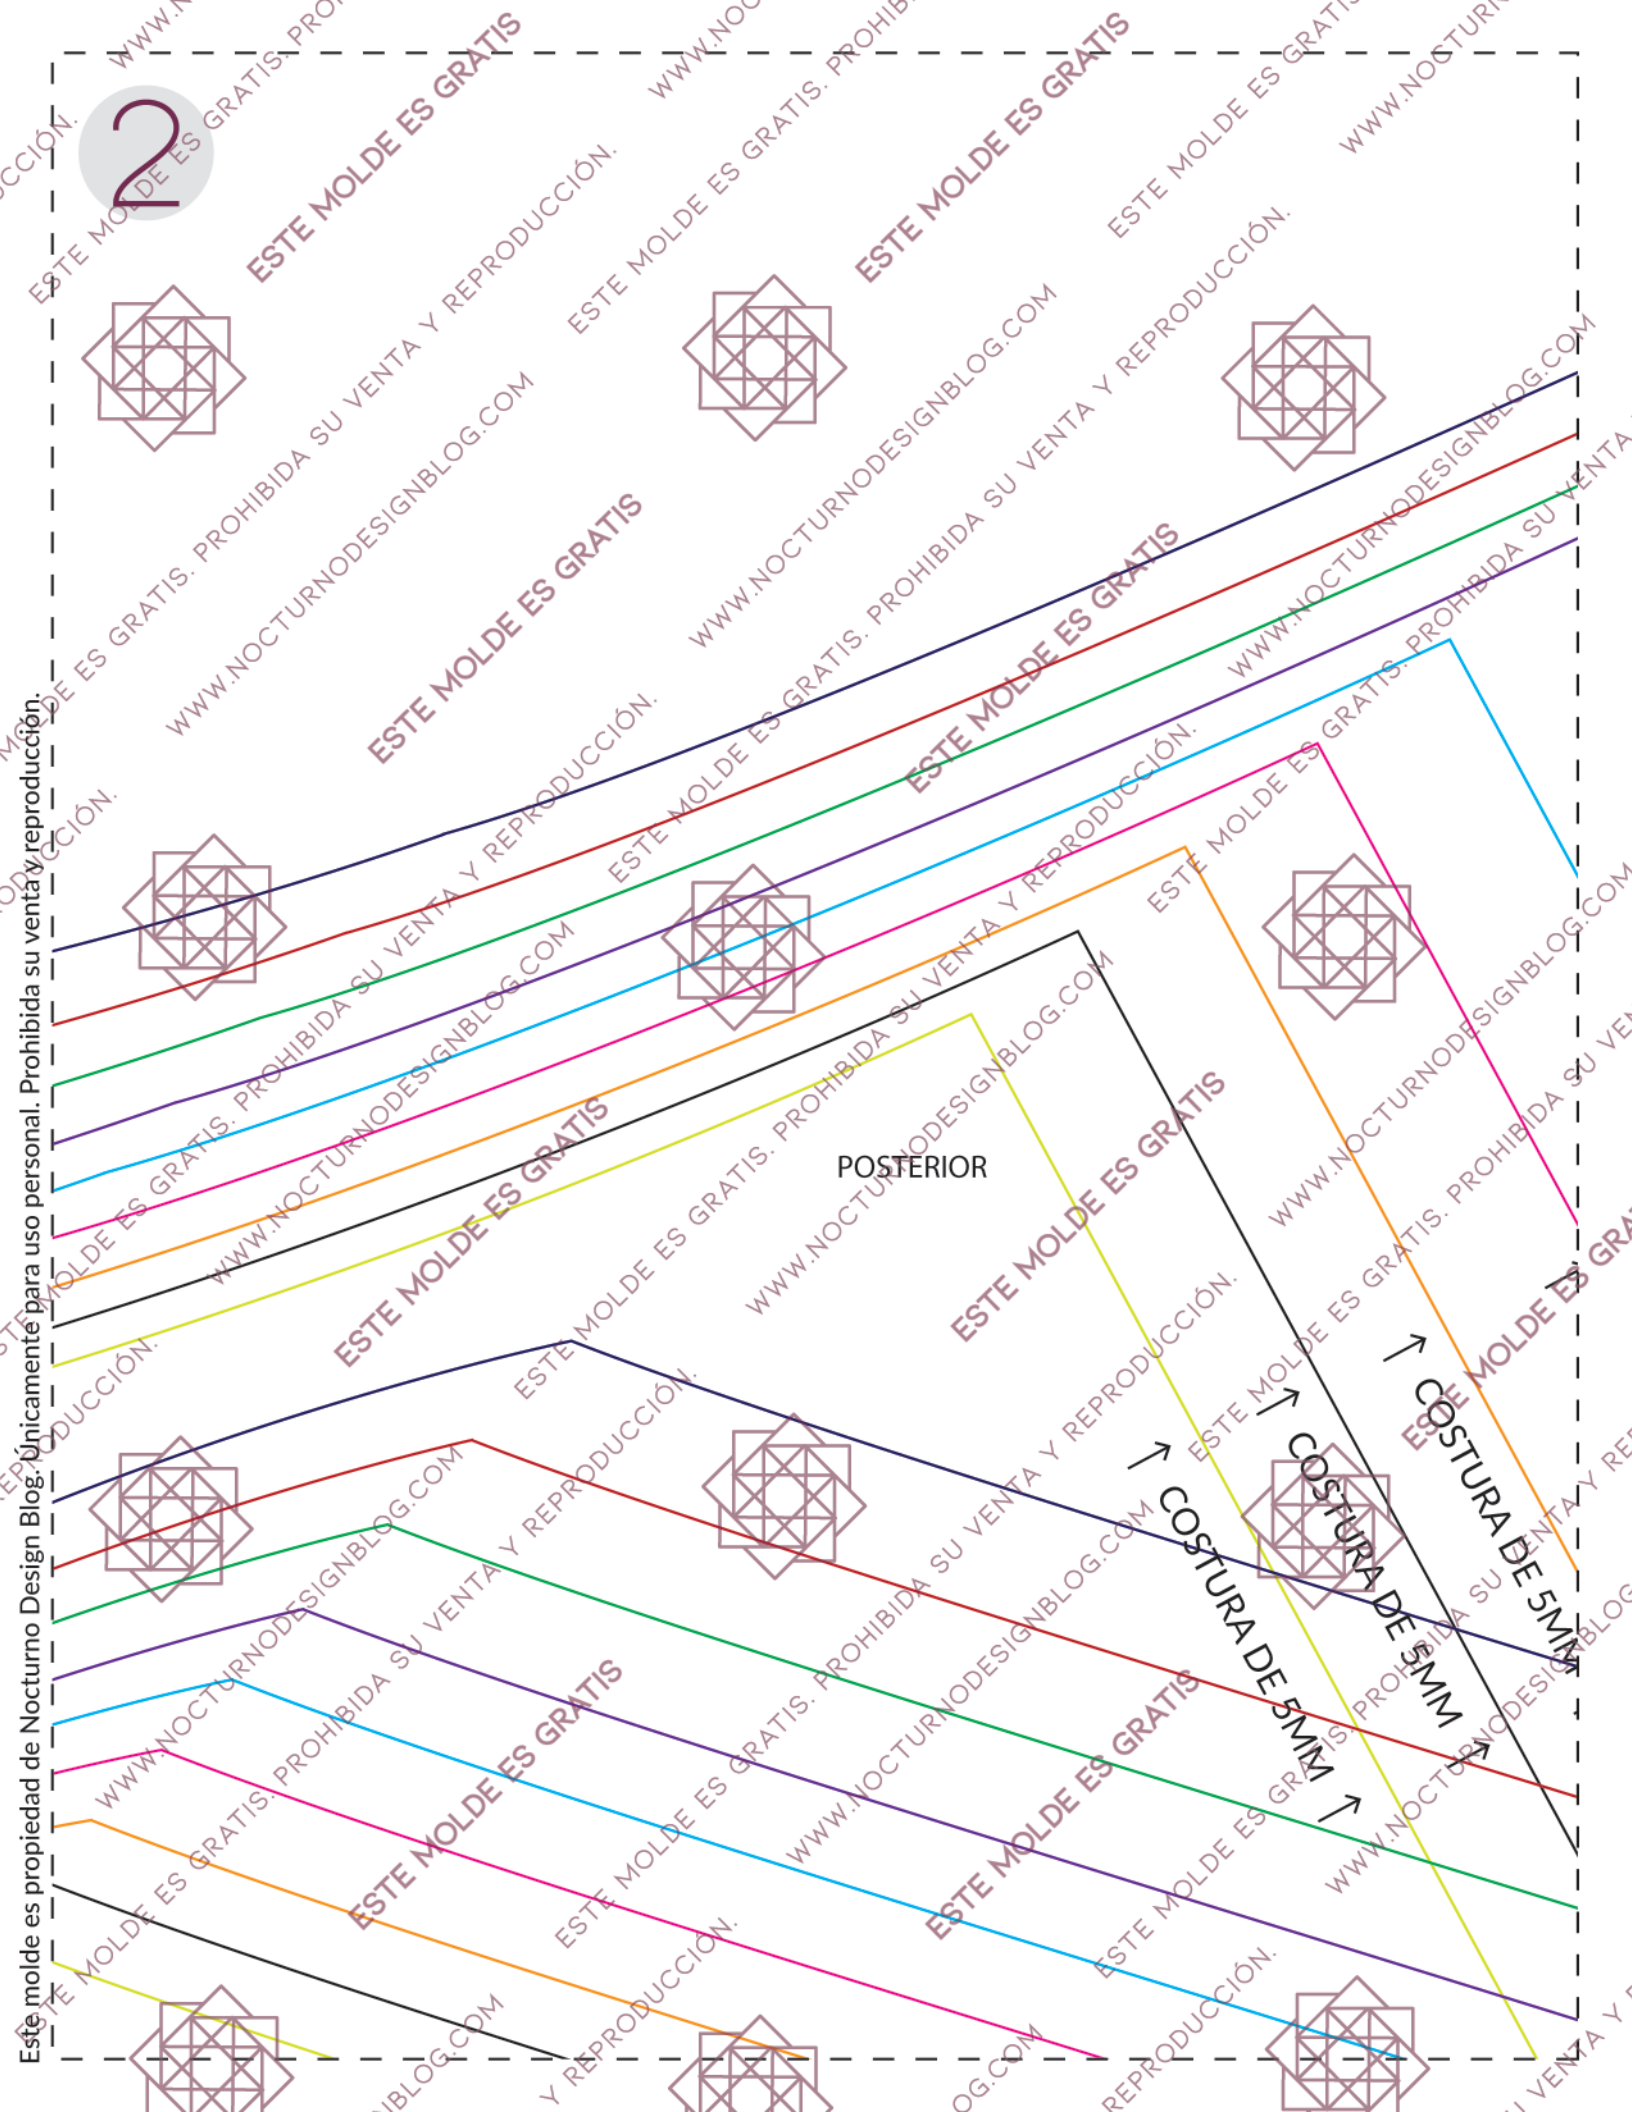 2
Este molde es propiedad de Nocturno Design Blog. Únicamente para uso personal. Prohibida su venta y reproducción.
ESTE MOLDE ES GRATIS. PROHIBIDA SU VENTA Y REPRODUCCIÓN.
WWW.NOCTURNODESIGNBLOG.COM
ESTE MOLDE ES GRATIS
POSTERIOR
COSTURA DE 5MM
COSTURA DE 5MM
COSTURA DE 5MM